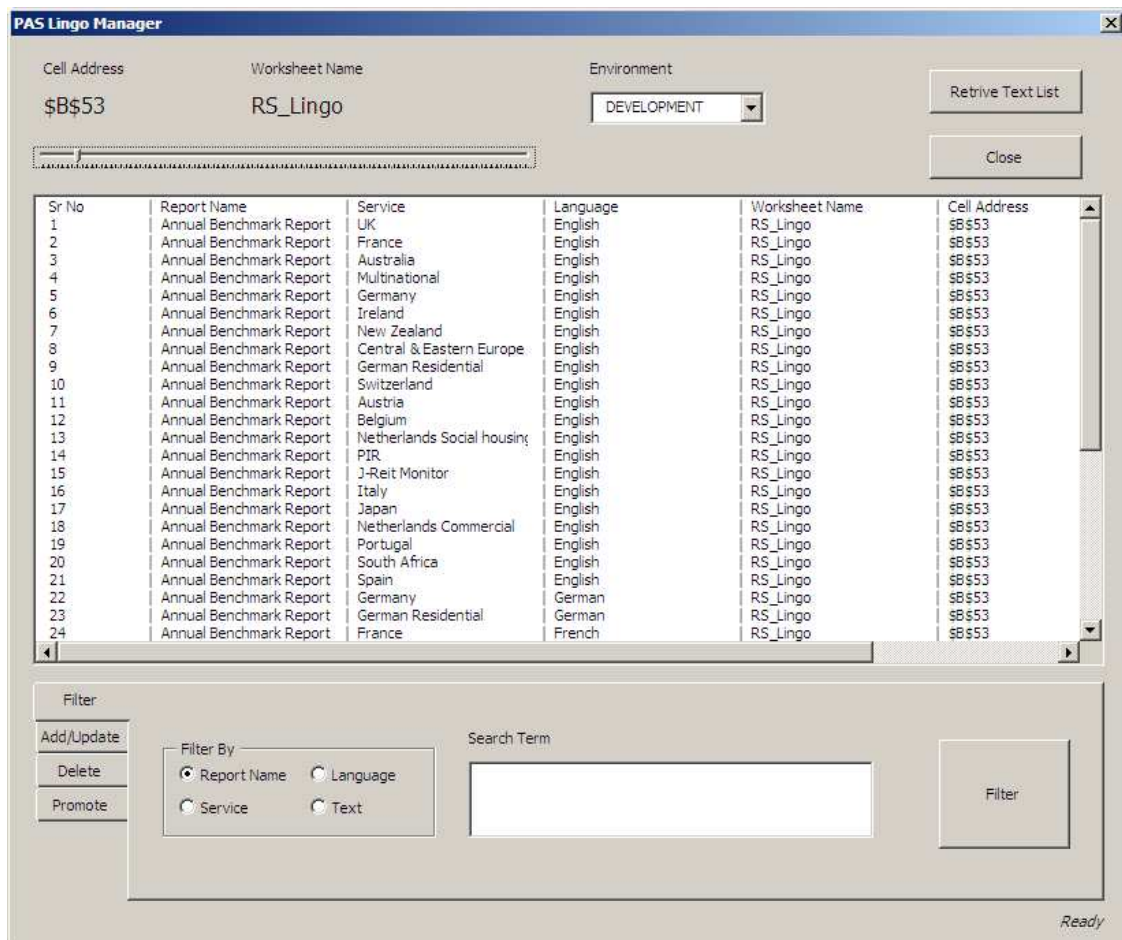 PAS Lingo Manager
Cell Address Worksheet Name Environment
$B$53 RS_Lingo DEVELOPMENT Retrive Text List
Close
Sr No | Report Name | Service | Language | Worksheet Name | Cell Address
1 | Annual Benchmark Report | UK | English | RS_Lingo | $B$53
2 | Annual Benchmark Report | France | English | RS_Lingo | $B$53
3 | Annual Benchmark Report | Australia | English | RS_Lingo | $B$53
4 | Annual Benchmark Report | Multinational | English | RS_Lingo | $B$53
5 | Annual Benchmark Report | Germany | English | RS_Lingo | $B$53
6 | Annual Benchmark Report | Ireland | English | RS_Lingo | $B$53
7 | Annual Benchmark Report | New Zealand | English | RS_Lingo | $B$53
8 | Annual Benchmark Report | Central & Eastern Europe | English | RS_Lingo | $B$53
9 | Annual Benchmark Report | German Residential | English | RS_Lingo | $B$53
10 | Annual Benchmark Report | Switzerland | English | RS_Lingo | $B$53
11 | Annual Benchmark Report | Austria | English | RS_Lingo | $B$53
12 | Annual Benchmark Report | Belgium | English | RS_Lingo | $B$53
13 | Annual Benchmark Report | Netherlands Social housing | English | RS_Lingo | $B$53
14 | Annual Benchmark Report | PIR | English | RS_Lingo | $B$53
15 | Annual Benchmark Report | J-Reit Monitor | English | RS_Lingo | $B$53
16 | Annual Benchmark Report | Italy | English | RS_Lingo | $B$53
17 | Annual Benchmark Report | Japan | English | RS_Lingo | $B$53
18 | Annual Benchmark Report | Netherlands Commercial | English | RS_Lingo | $B$53
19 | Annual Benchmark Report | Portugal | English | RS_Lingo | $B$53
20 | Annual Benchmark Report | South Africa | English | RS_Lingo | $B$53
21 | Annual Benchmark Report | Spain | English | RS_Lingo | $B$53
22 | Annual Benchmark Report | Germany | German | RS_Lingo | $B$53
23 | Annual Benchmark Report | German Residential | German | RS_Lingo | $B$53
24 | Annual Benchmark Report | France | French | RS_Lingo | $B$53
Filter
Add/Update
Delete
Promote
Filter By
Report Name Language
Service Text
Search Term
Filter
Ready